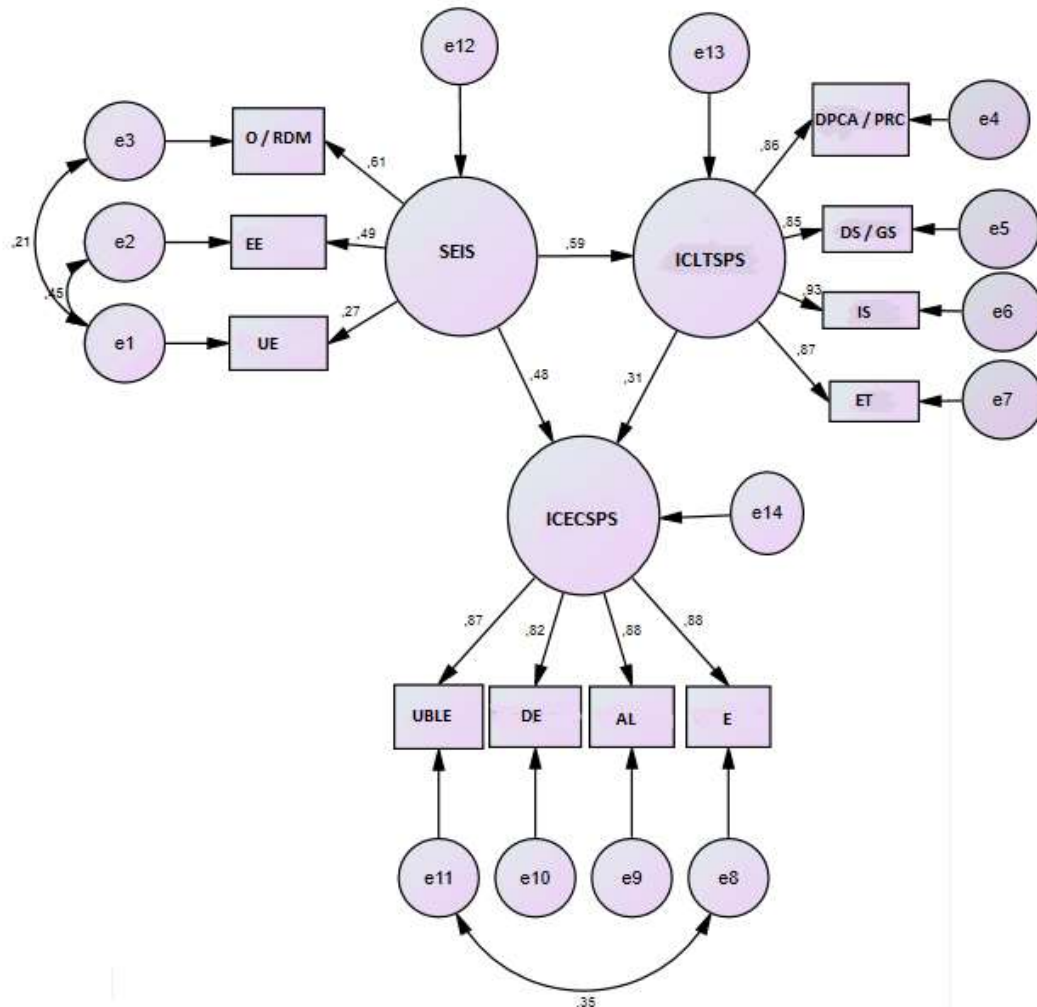 e12
e13
e3
O / RDM
DPCA / PRC
e4
,61
,86
e2
EE
,49
SEIS
,59
ICLTSPS
,85
DS / GS
e5
,21
,45
,93
IS
e6
e1
UE
,27
,87
ET
e7
,48
,31
ICECSPS
e14
,87
,82
,88
,88
UBLE
DE
AL
E
e11
e10
e9
e8
,35